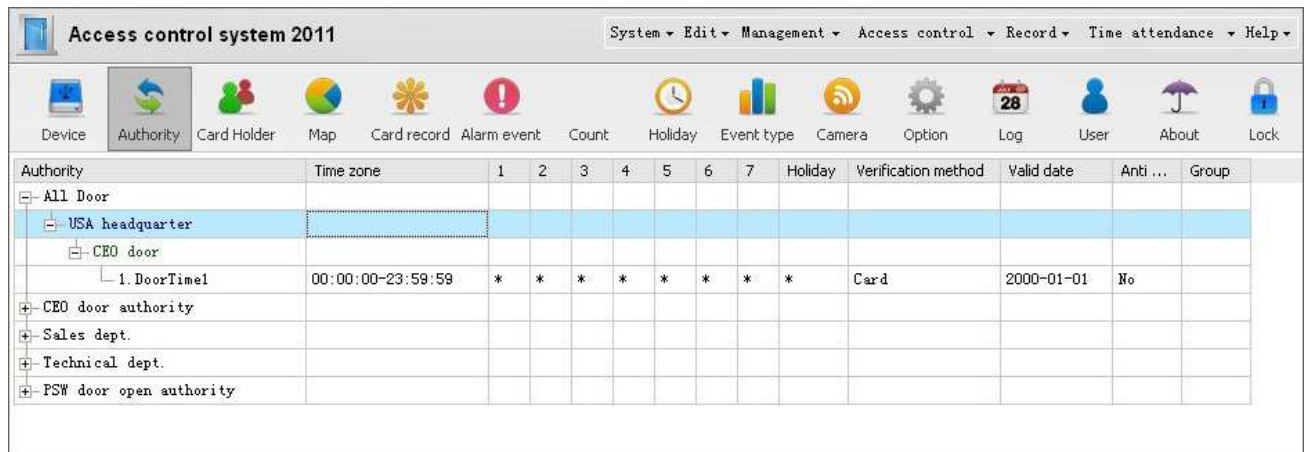 Access control system 2011
System Edit Management Access control Record Time attendance Help
28
Device Authority Card Holder Map Card record Alarm event Count Holiday Event type Camera Option Log User About Lock
Authority Time zone 1 2 3 4 5 6 7 Holiday Verification method Valid date Anti ... Group
All Door
USA headquarter
CEO door
1.DoorTime1 00:00:00-23:59:59 * * * * * * * * Card 2000-01-01 No
CEO door authority
Sales dept.
Technical dept.
PSW door open authority